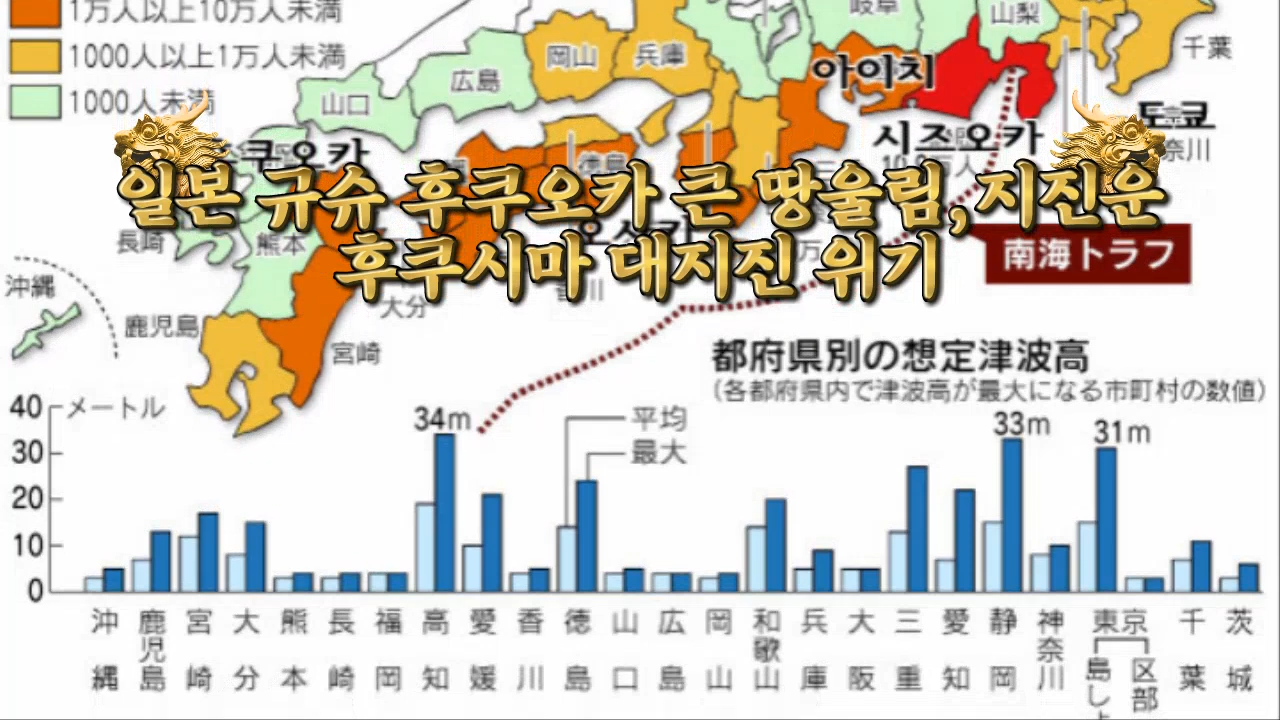 1万人以上10万人未満
1000人以上1万人未満
1000人未満
岐阜
山梨
千葉
岡山
兵庫
広島
山口
아이치
시즈오카
도쿄
쿠오카
徳島
奈川
일본 규슈 후쿠오카 큰 땅울림, 지진운
후쿠시마 대지진 위기
오사카
長崎
熊本
大分
南海トラフ
沖縄
鹿児島
宮崎
都府県別の想定津波高
(各都府県内で津波高が最大になる市町村の数値)
40 メートル
30
20
10
0
34m
平均
最大
33m
31m
沖縄 鹿児島 宮崎 大分 熊本 長崎 福岡 高知 愛媛 香川 徳島 山口 広島 岡山 和歌山 兵庫 大阪 三重 愛知 静岡 神奈川 東京 島し 区部 千葉 茨城